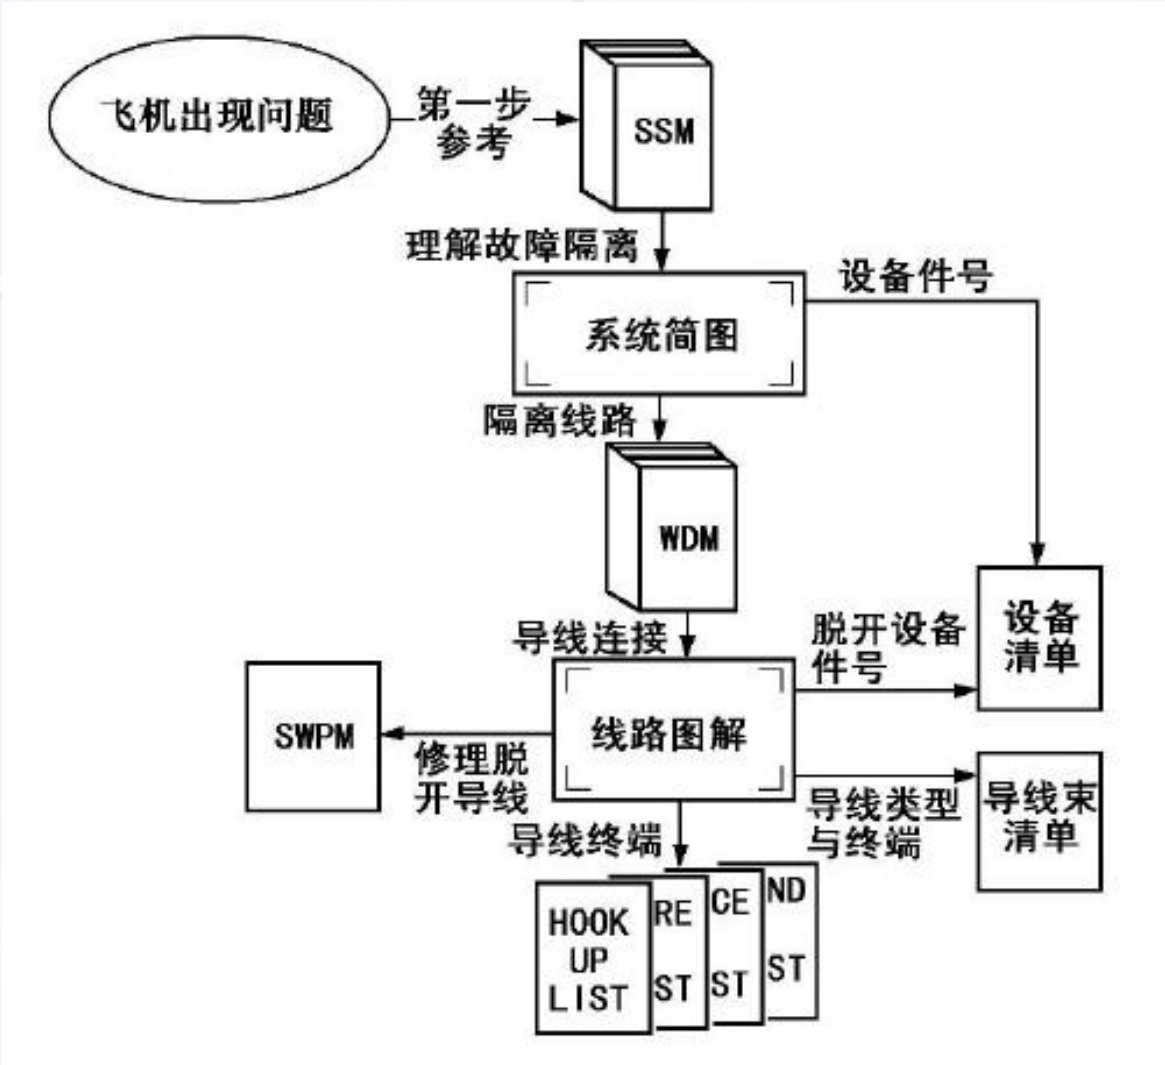 飞机出现问题
第一步
参考
SSM
理解故障隔离
设备件号
系统简图
隔离线路
WDM
导线连接
脱开设备
件号
设备
清单
SWPM
线路图解
修理脱
开导线
导线类型
与终端
导线束
清单
导线终端
HOOK
UP
LIST
RE
ST
CE
ST
ND
ST